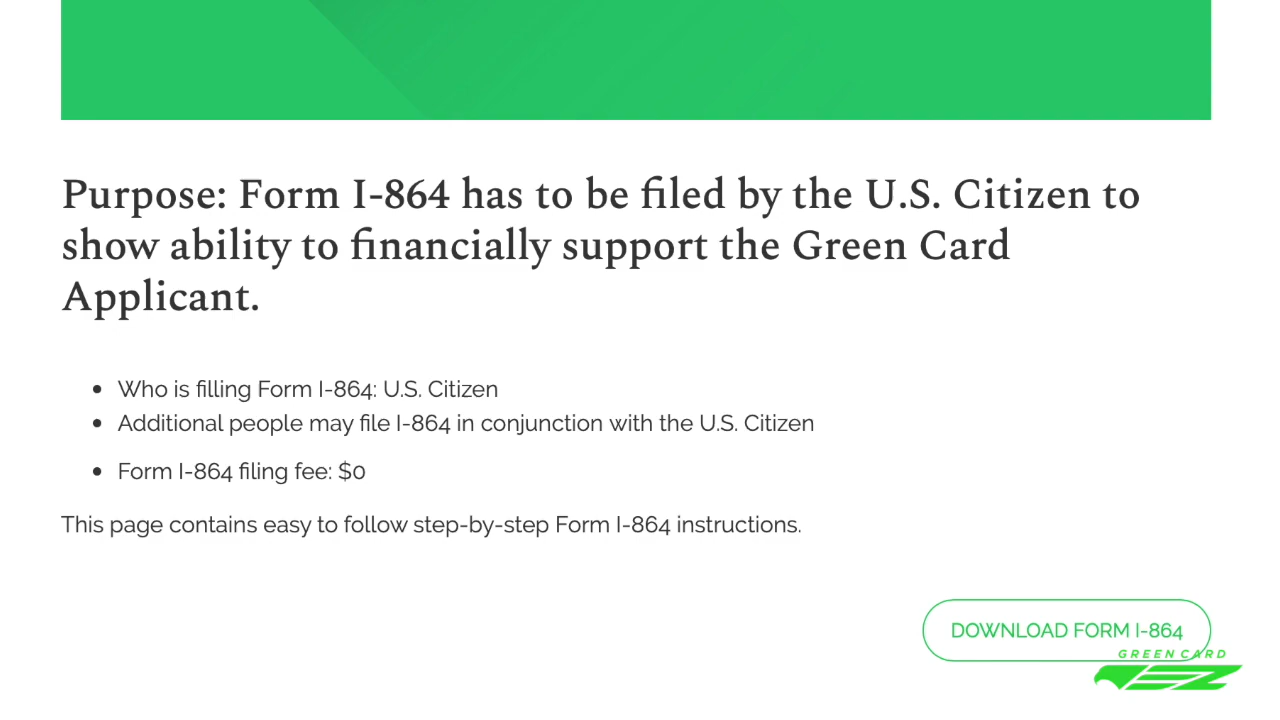 Purpose: Form I-864 has to be filed by the U.S. Citizen to
show ability to financially support the Green Card
Applicant.
Who is filling Form I-864: U.S. Citizen
Additional people may file I-864 in conjunction with the U.S. Citizen
Form I-864 filing fee: $0
This page contains easy to follow step-by-step Form I-864 instructions.
DOWNLOAD FORM I-864
GREEN CARD
EZ